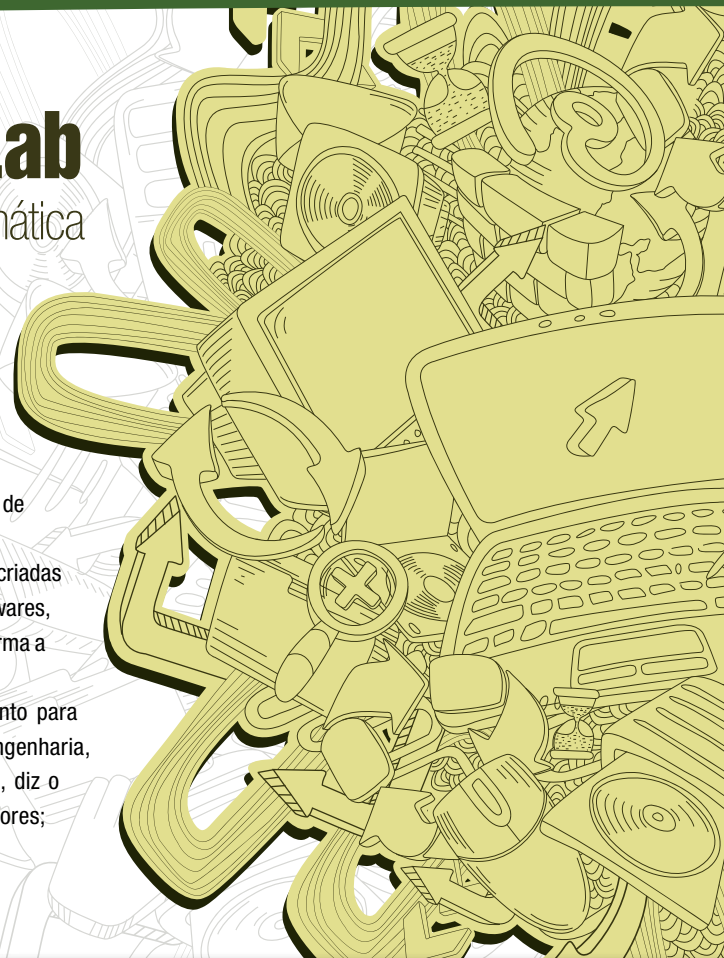 .ab
nática
de
criadas
vares,
rma a
nto para
ngenharia,
, diz o
ores;